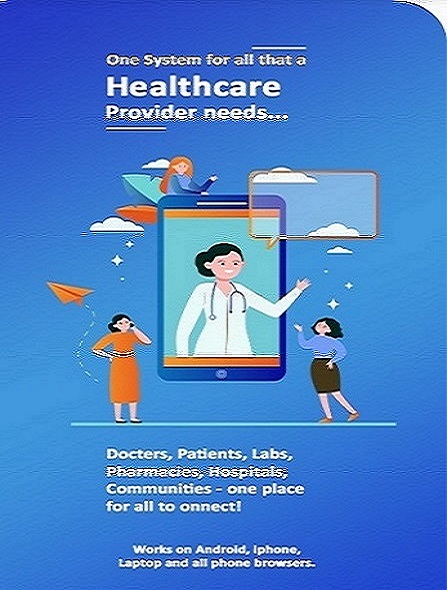 One System for all that a
Healthcare
Provider needs...
Docters, Patients, Labs,
Pharmacies, Hospitals,
Communities - one place
for all to onnect!
Works on Android, Iphone,
Laptop and all phone browsers.